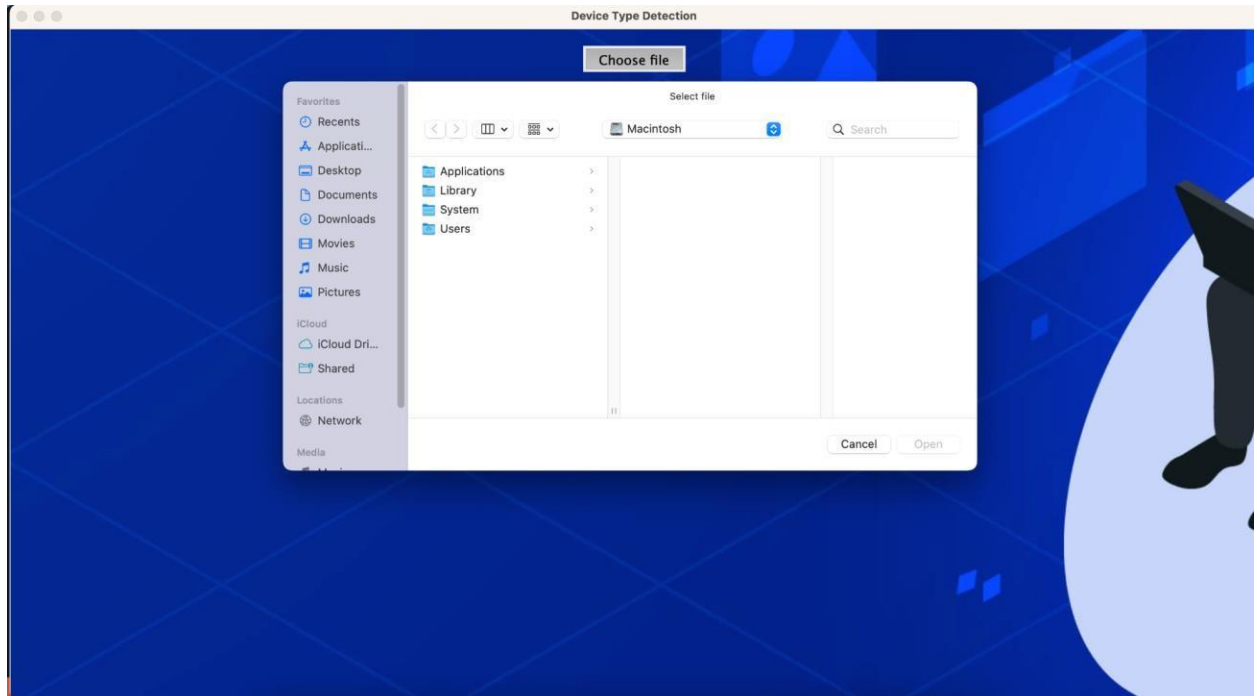 Device Type Detection
Choose file
Select file
Favorites
Recents
Applicati...
Desktop
Documents
Downloads
Movies
Music
Pictures
iCloud
iCloud Dri...
Shared
Locations
Network
Media
Macintosh
Search
Applications
Library
System
Users
Cancel
Open